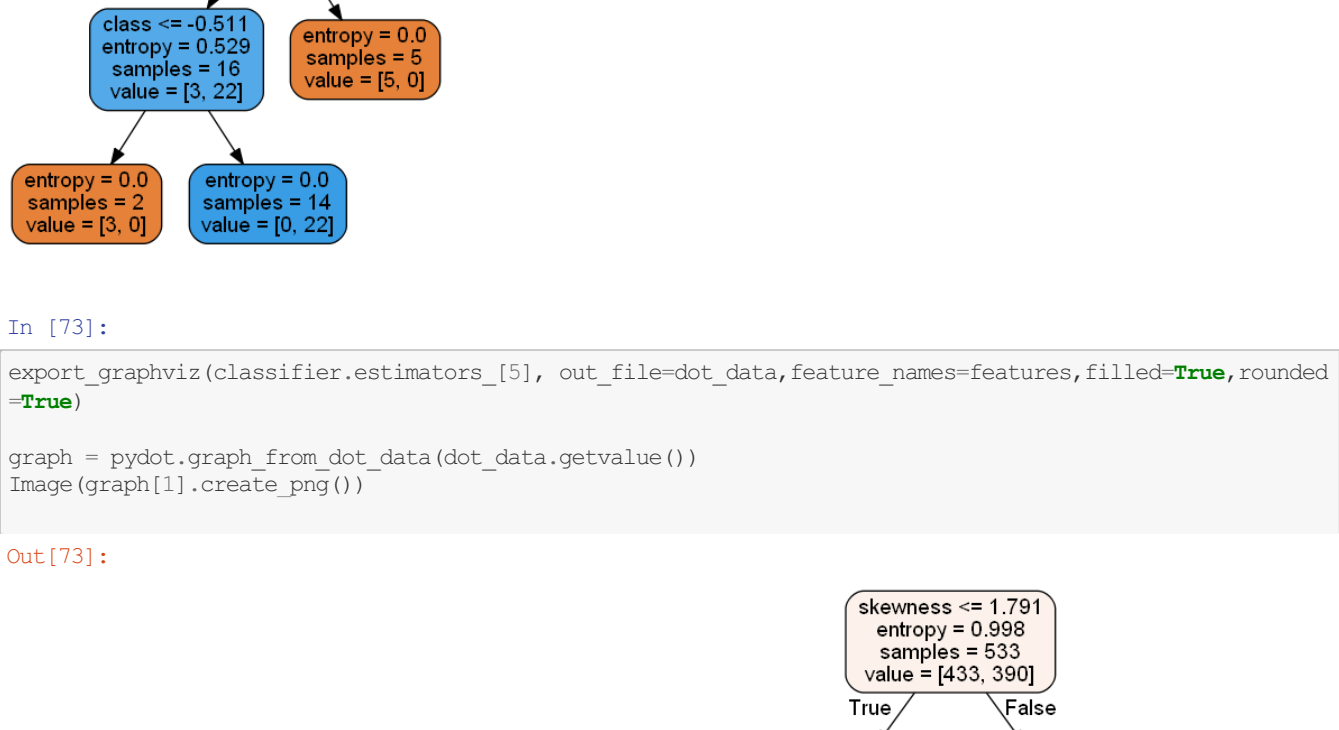 class <= -0.511
entropy = 0.529
samples = 16
value = [3, 22]
entropy = 0.0
samples = 5
value = [5, 0]
entropy = 0.0
samples = 2
value = [3, 0]
entropy = 0.0
samples = 14
value = [0, 22]
In [73]:
export_graphviz(classifier.estimators_[5], out_file=dot_data,feature_names=features,filled=True,rounded
=True)
graph = pydot.graph_from_dot_data(dot_data.getvalue())
Image(graph[1].create_png())
Out[73]:
skewness <= 1.791
entropy = 0.998
samples = 533
value = [433, 390]
True
False